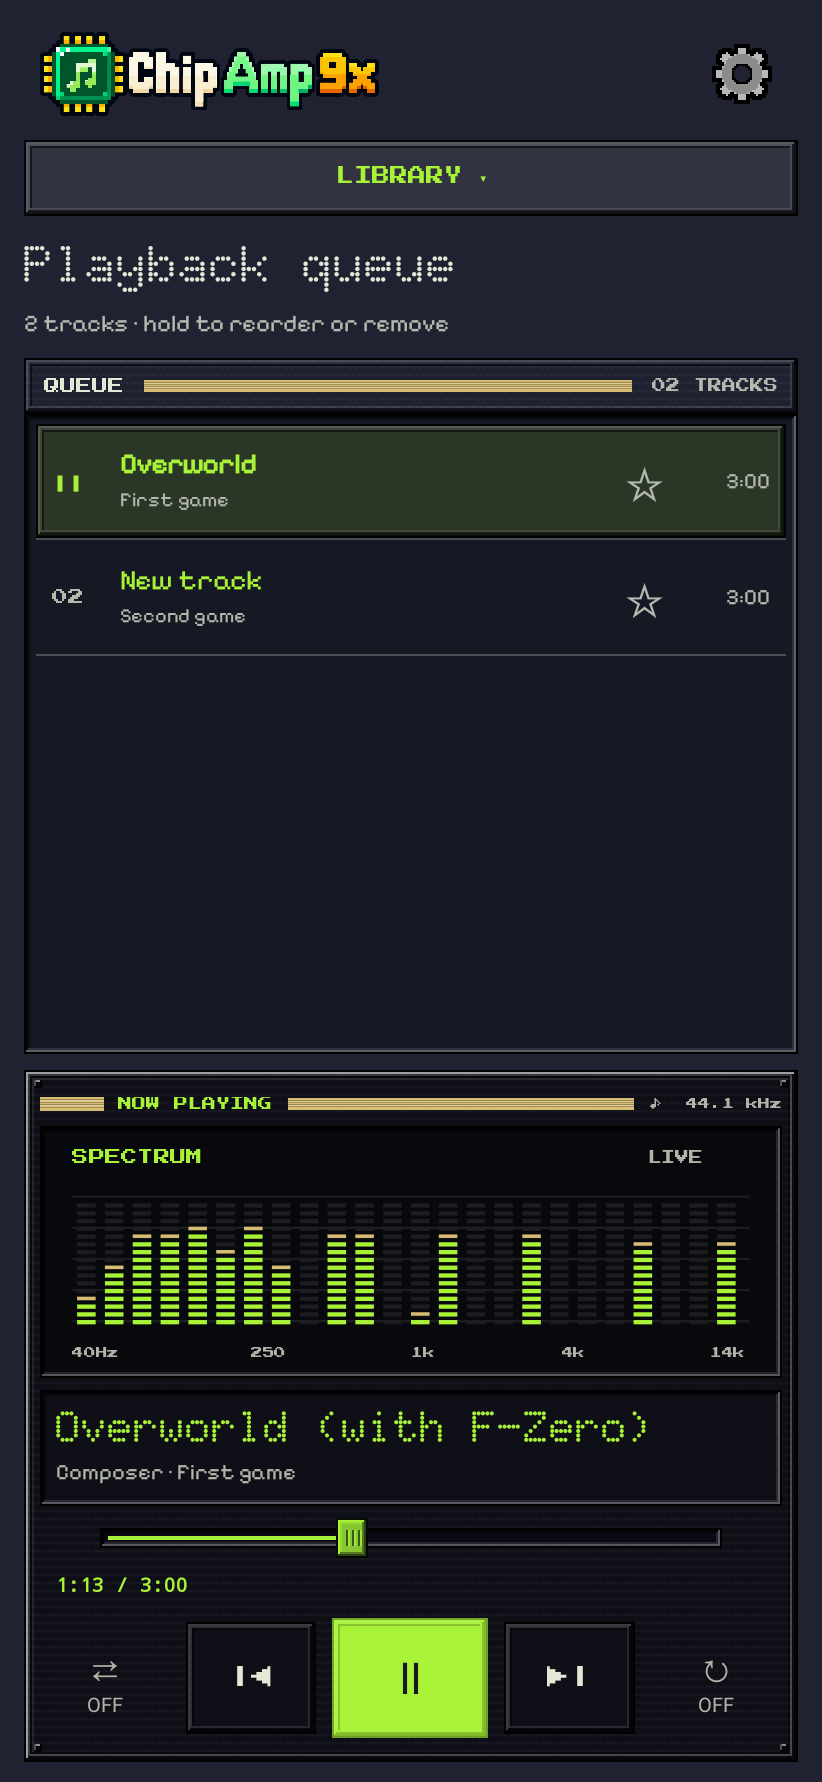 ChipAmp9x
LIBRARY ▾
Playback queue
2 tracks · hold to reorder or remove
QUEUE 02 TRACKS
Overworld
First game
3:00
02
New track
Second game
3:00
NOW PLAYING ♪ 44.1 kHz
SPECTRUM LIVE
40Hz 250 1k 4k 14k
Overworld (with F-Zero)
Composer · First game
1:13 / 3:00
OFF OFF